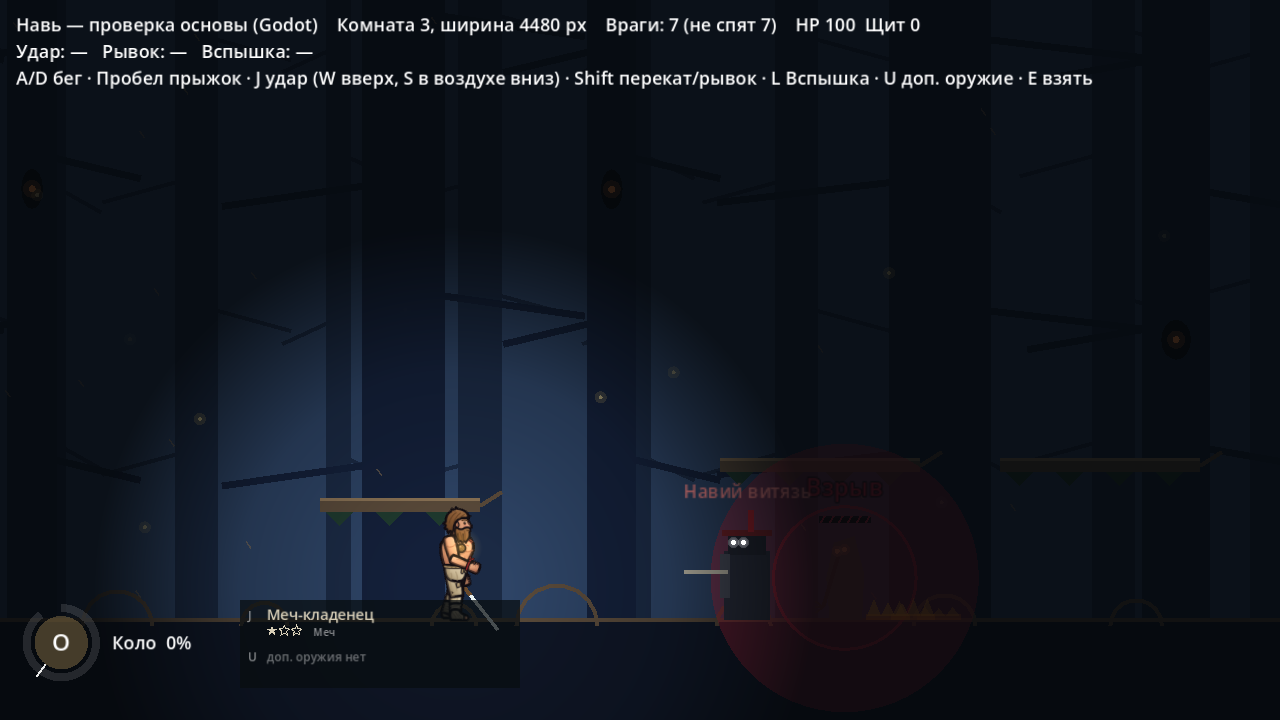 Навь — проверка основы (Godot) Комната 3, ширина 4480 px Враги: 7 (не спят 7) HP 100 Щит 0
Удар: — Рывок: — Вспышка: —
A/D бег · Пробел прыжок · J удар (W вверх, S в воздухе вниз) · Shift перекат/рывок · L Вспышка · U доп. оружие · E взять
Навий витязь
Взрыв
J Меч-кладенец
★☆☆ Меч
U доп. оружия нет
О
Коло 0%